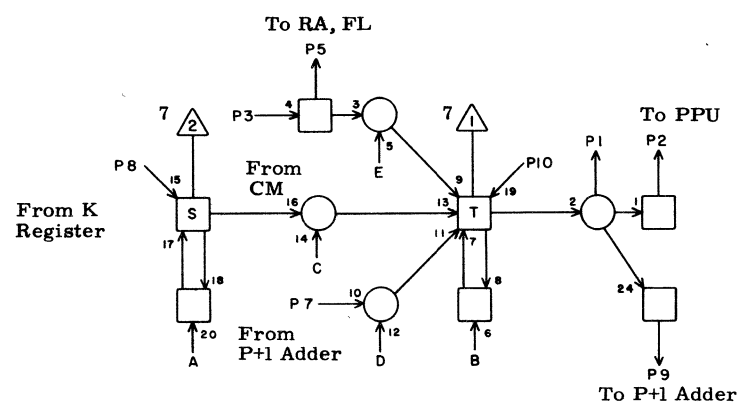 To RA, FL
P5
7
2
P3
4
3
5
E
7
1
To PPU
P1
P2
P8
15
From
CM
9
P10
19
From K
Register
S
16
14
C
13
T
11
2
1
17
18
7
8
24
P7
10
12
D
20
A
From
P+1 Adder
6
B
P9
To P+1 Adder